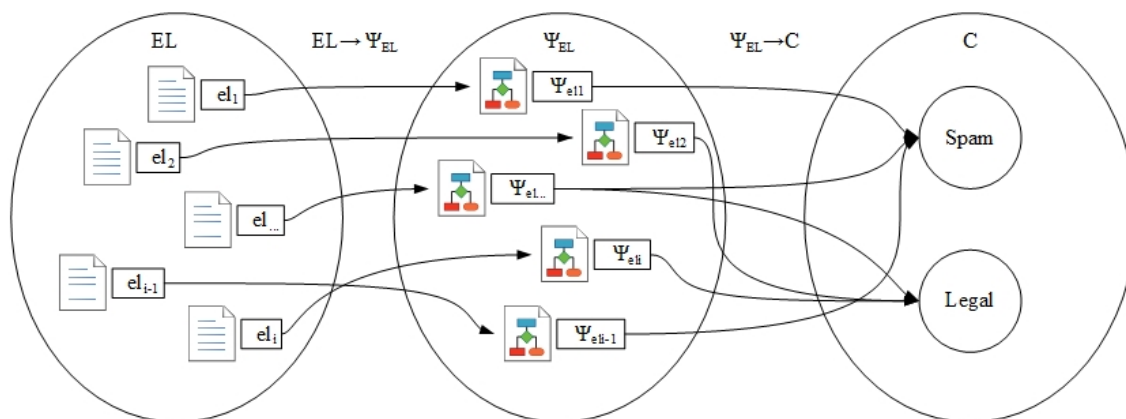 EL
EL→Ψ_EL
Ψ_EL
Ψ_EL→C
C
el_1
Ψ_el1
Spam
el_2
Ψ_el2
el_...
Ψ_el...
el_i-1
Ψ_eli
Legal
el_i
Ψ_eli-1